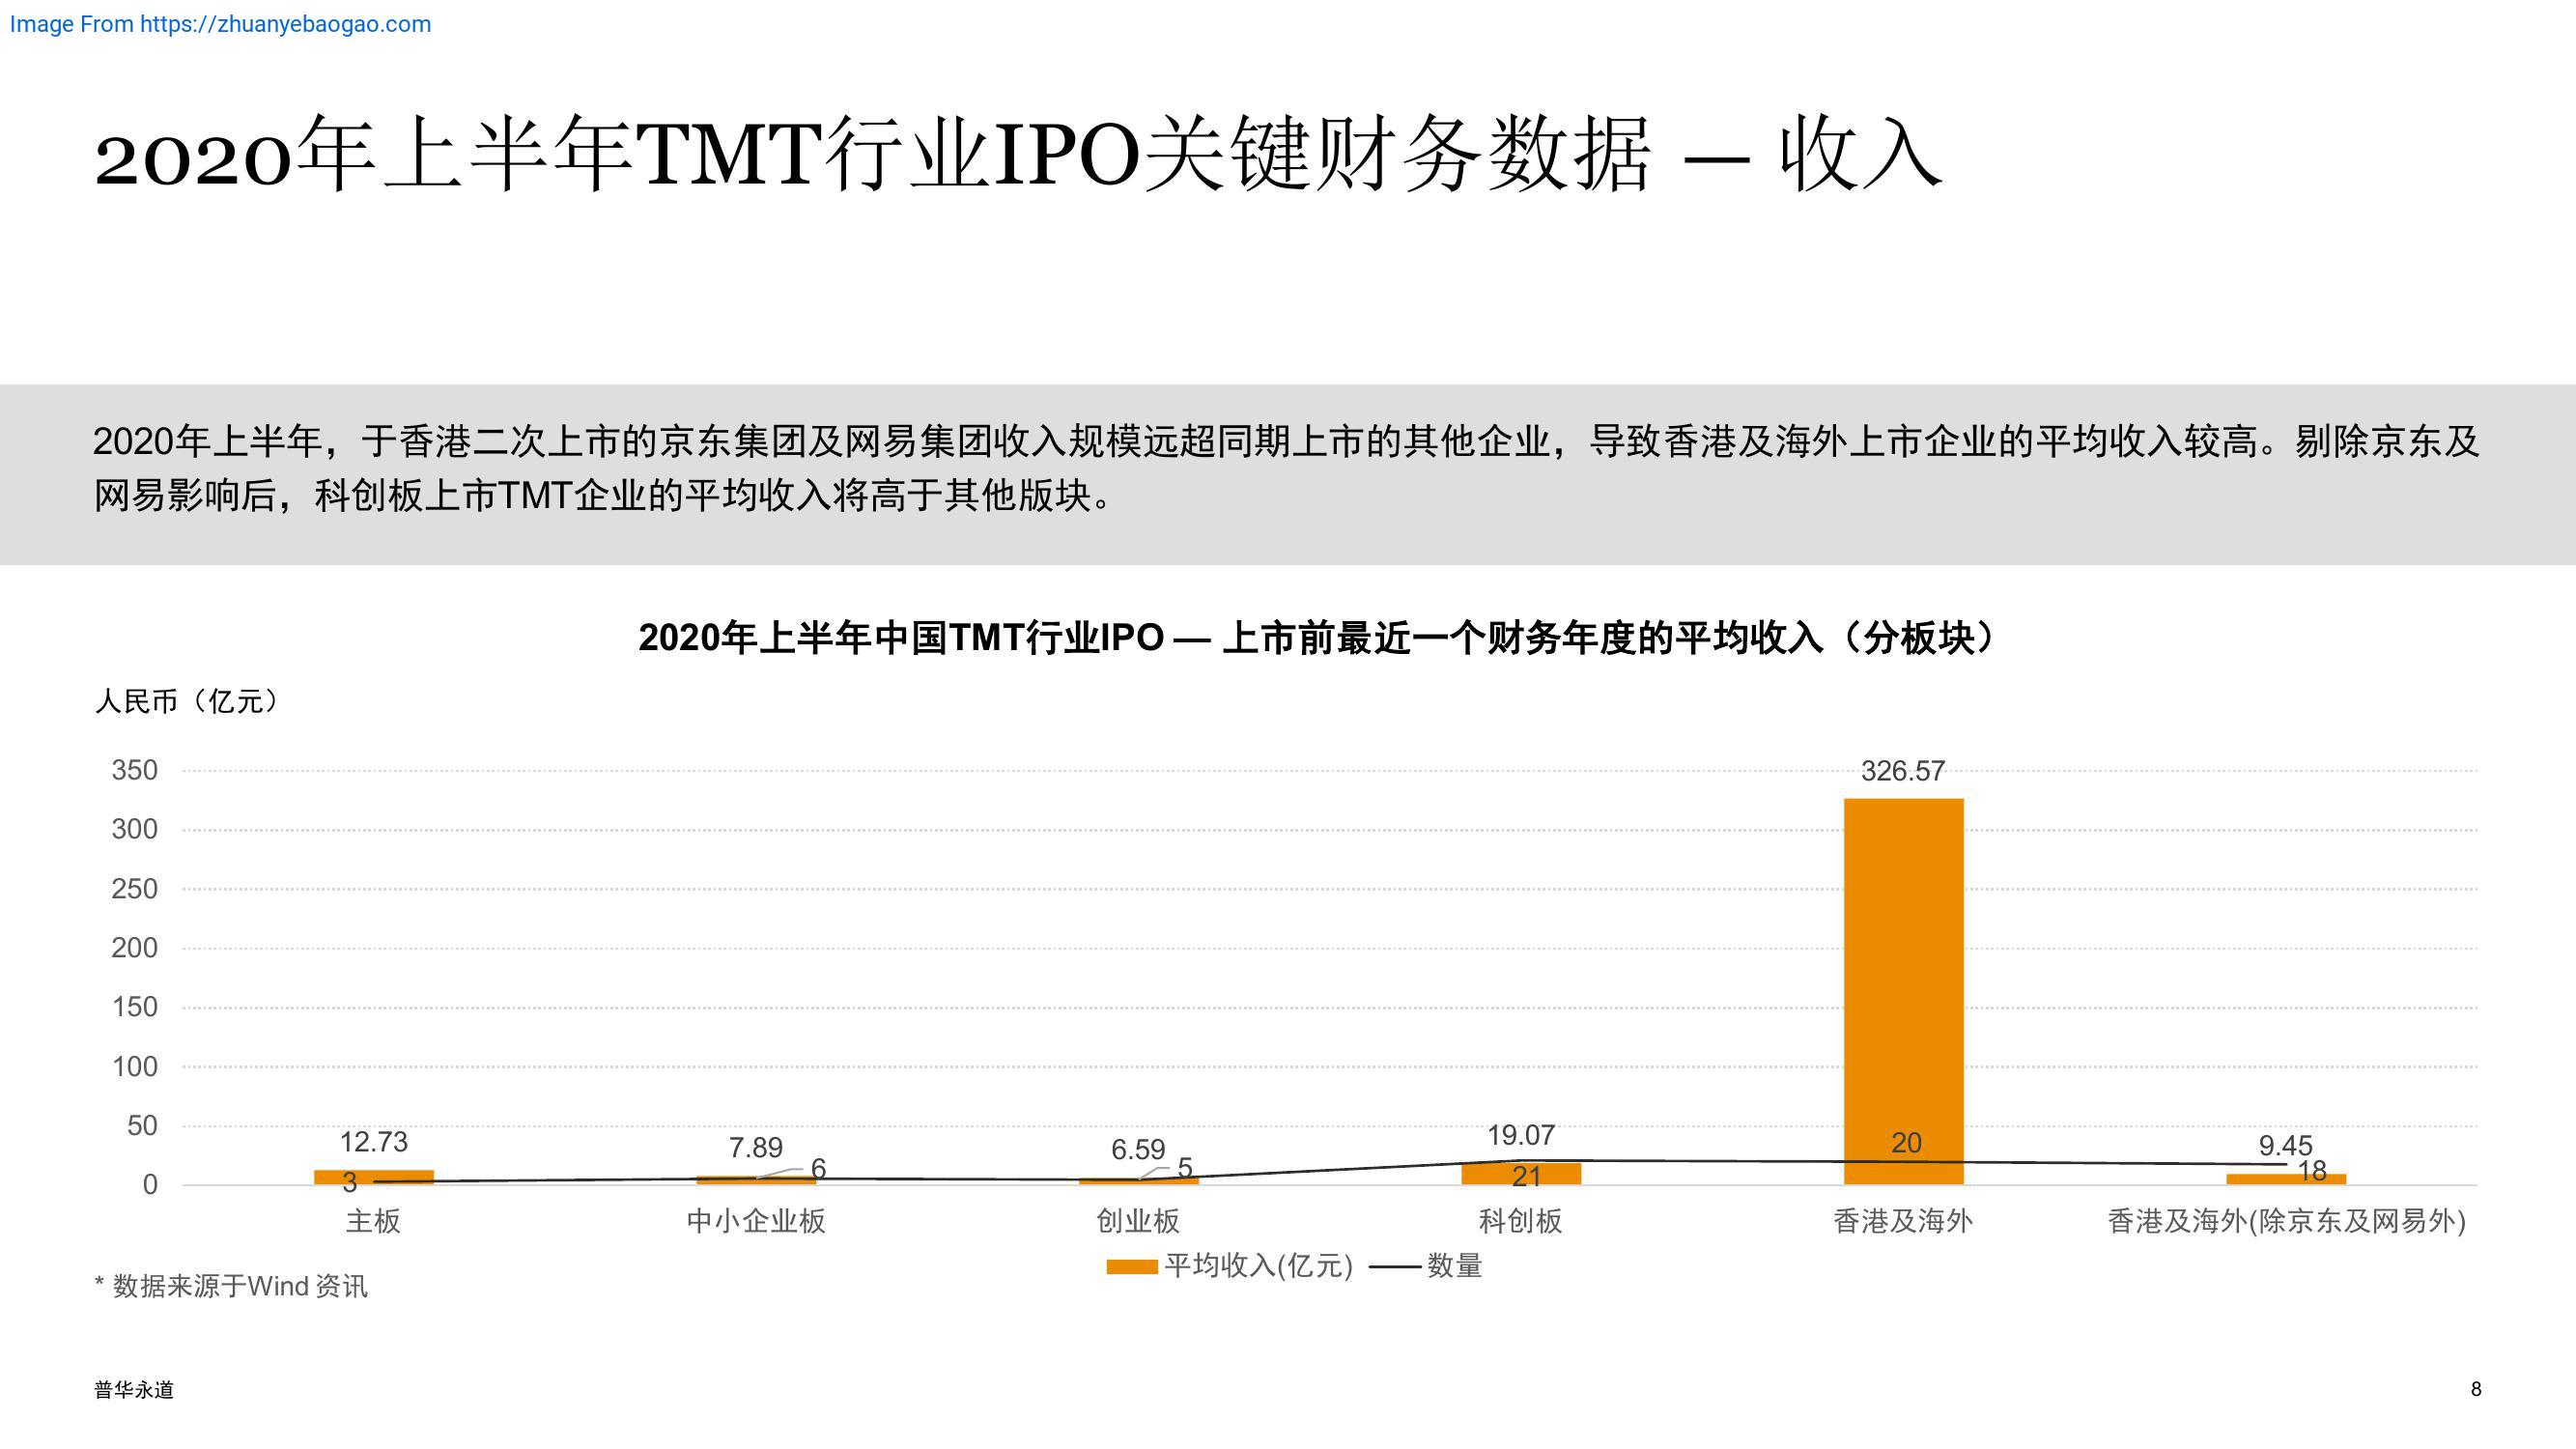 Image From https://zhuanyebaogao.com
2020年上半年TMT行业IPO关键财务数据 — 收入
2020年上半年，于香港二次上市的京东集团及网易集团收入规模远超同期上市的其他企业，导致香港及海外上市企业的平均收入较高。剔除京东及
网易影响后，科创板上市TMT企业的平均收入将高于其他版块。
2020年上半年中国TMT行业IPO — 上市前最近一个财务年度的平均收入（分板块）
人民币（亿元）
350
300
250
200
150
100
50
0
12.73
7.89
6.59
19.07
326.57
9.45
3
6
5
21
20
18
主板
中小企业板
创业板
科创板
香港及海外
香港及海外(除京东及网易外)
平均收入(亿元)
数量
* 数据来源于Wind 资讯
普华永道
8